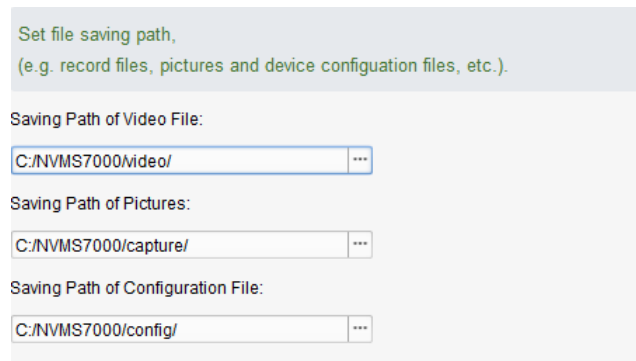 Set file saving path,
(e.g. record files, pictures and device configuation files, etc.).
Saving Path of Video File:
C:/NVMS7000/video/
Saving Path of Pictures:
C:/NVMS7000/capture/
Saving Path of Configuration File:
C:/NVMS7000/config/